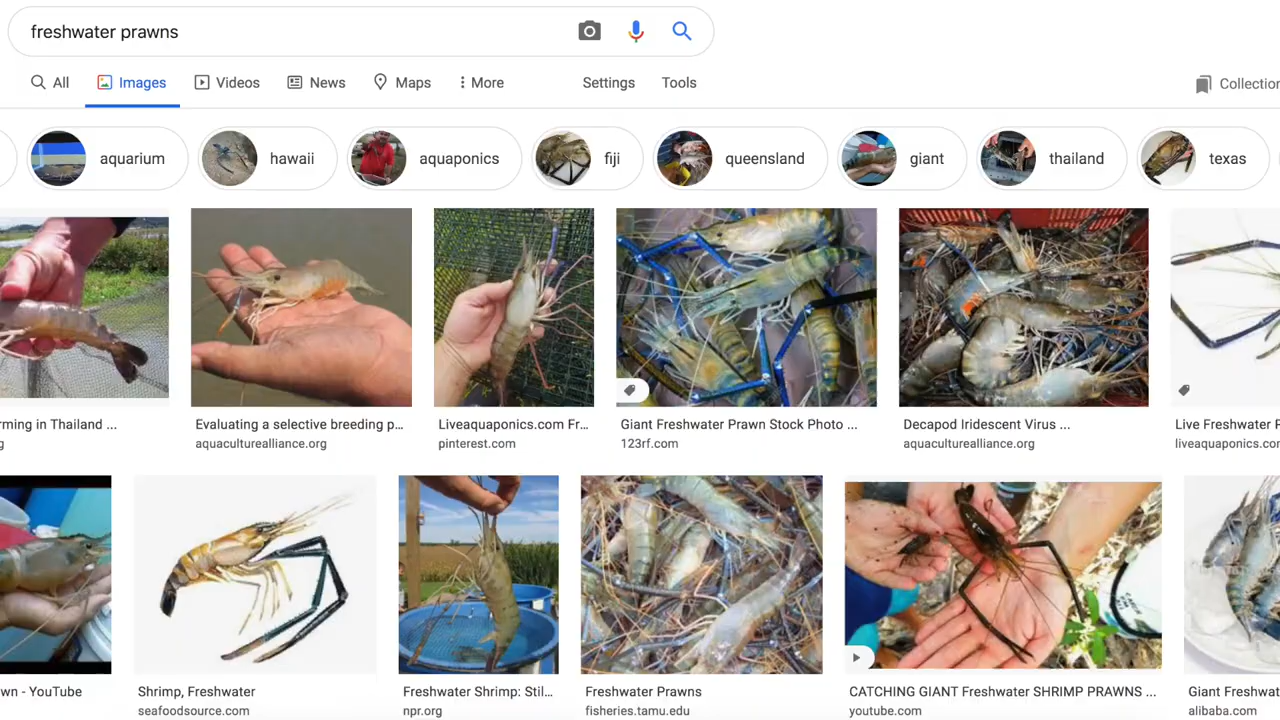 freshwater prawns
All Images Videos News Maps More Settings Tools Collection
aquarium hawaii aquaponics fiji queensland giant thailand texas
rming in Thailand ... Evaluating a selective breeding p... Liveaquaponics.com Fr... Giant Freshwater Prawn Stock Photo ... Decapod Iridescent Virus ... Live Freshwater P
g aquaculturealliance.org pinterest.com 123rf.com aquaculturealliance.org liveaquaponics.com
wn - YouTube Shrimp, Freshwater Freshwater Shrimp: Stil... Freshwater Prawns CATCHING GIANT Freshwater SHRIMP PRAWNS ... Giant Freshwat
seafoodsource.com npr.org fisheries.tamu.edu youtube.com alibaba.com